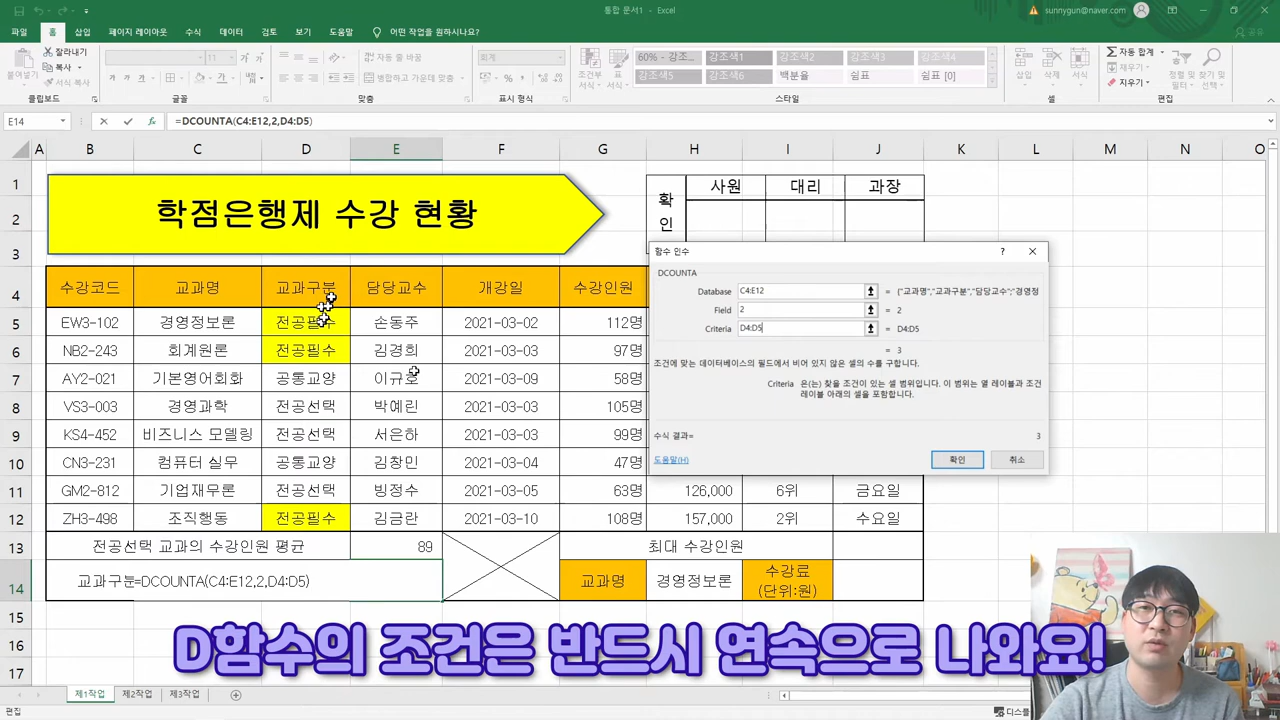 통합 문서1 - Excel
sunnygun@naver.com
파일 홈 삽입 페이지 레이아웃 수식 데이터 검토 보기 도움말 어떤 작업을 원하시나요? 공유
잘라내기
복사
서식 복사
붙여넣기
클립보드
11
가 가 가
글꼴
자동 줄 바꿈
병합하고 가운데 맞춤
맞춤
회계
표시 형식
조건부 서식
표 서식
60% - 강조... 강조색1 강조색2 강조색3 강조색4
강조색5 강조색6 백분율 쉼표 쉼표 [0]
스타일
삽입 삭제 서식
셀
자동 합계
채우기
지우기
정렬 및 필터
찾기 및 선택
편집
E14
=DCOUNTA(C4:E12,2,D4:D5)
A B C D E F G H I J K L M N O
1 사원 대리 과장
2 학점은행제 수강 현황 확인
3
4 수강코드 교과명 교과구분 담당교수 개강일 수강인원
5 EW3-102 경영정보론 전공필수 손동주 2021-03-02 112명
6 NB2-243 회계원론 전공필수 김경희 2021-03-03 97명
7 AY2-021 기본영어회화 공통교양 이규호 2021-03-09 58명
8 VS3-003 경영과학 전공선택 박예린 2021-03-03 105명
9 KS4-452 비즈니스 모델링 전공선택 서은하 2021-03-03 99명
10 CN3-231 컴퓨터 실무 공통교양 김창민 2021-03-04 47명
11 GM2-812 기업재무론 전공선택 빙정수 2021-03-05 63명 126,000 6위 금요일
12 ZH3-498 조직행동 전공필수 김금란 2021-03-10 108명 157,000 2위 수요일
13 전공선택 교과의 수강인원 평균 89 최대 수강인원
14 교과구분=DCOUNTA(C4:E12,2,D4:D5) 교과명 경영정보론 수강료
(단위:원)
15
16
17
함수 인수
DCOUNTA
Database C4:E12 = {"교과명","교과구분","담당교수";"경영정
Field 2 = 2
Criteria D4:D5 = D4:D5
= 3
조건에 맞는 데이터베이스의 필드에서 비어 있지 않은 셀의 수를 구합니다.
Criteria 은(는) 찾을 조건이 있는 셀 범위입니다. 이 범위는 열 레이블과 조건
레이블 아래의 셀을 포함합니다.
수식 결과= 3
도움말(H)
확인 취소
D함수의 조건은 반드시 연속으로 나와요!
제1작업 제2작업 제3작업
편집